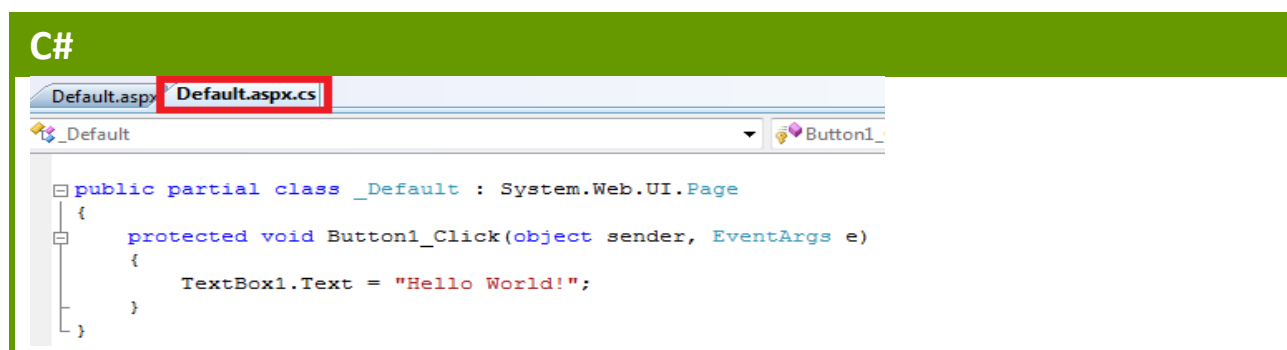 C#
Default.aspx Default.aspx.cs
_Default Button1_
public partial class _Default : System.Web.UI.Page
{
protected void Button1_Click(object sender, EventArgs e)
{
TextBox1.Text = "Hello World!";
}
}